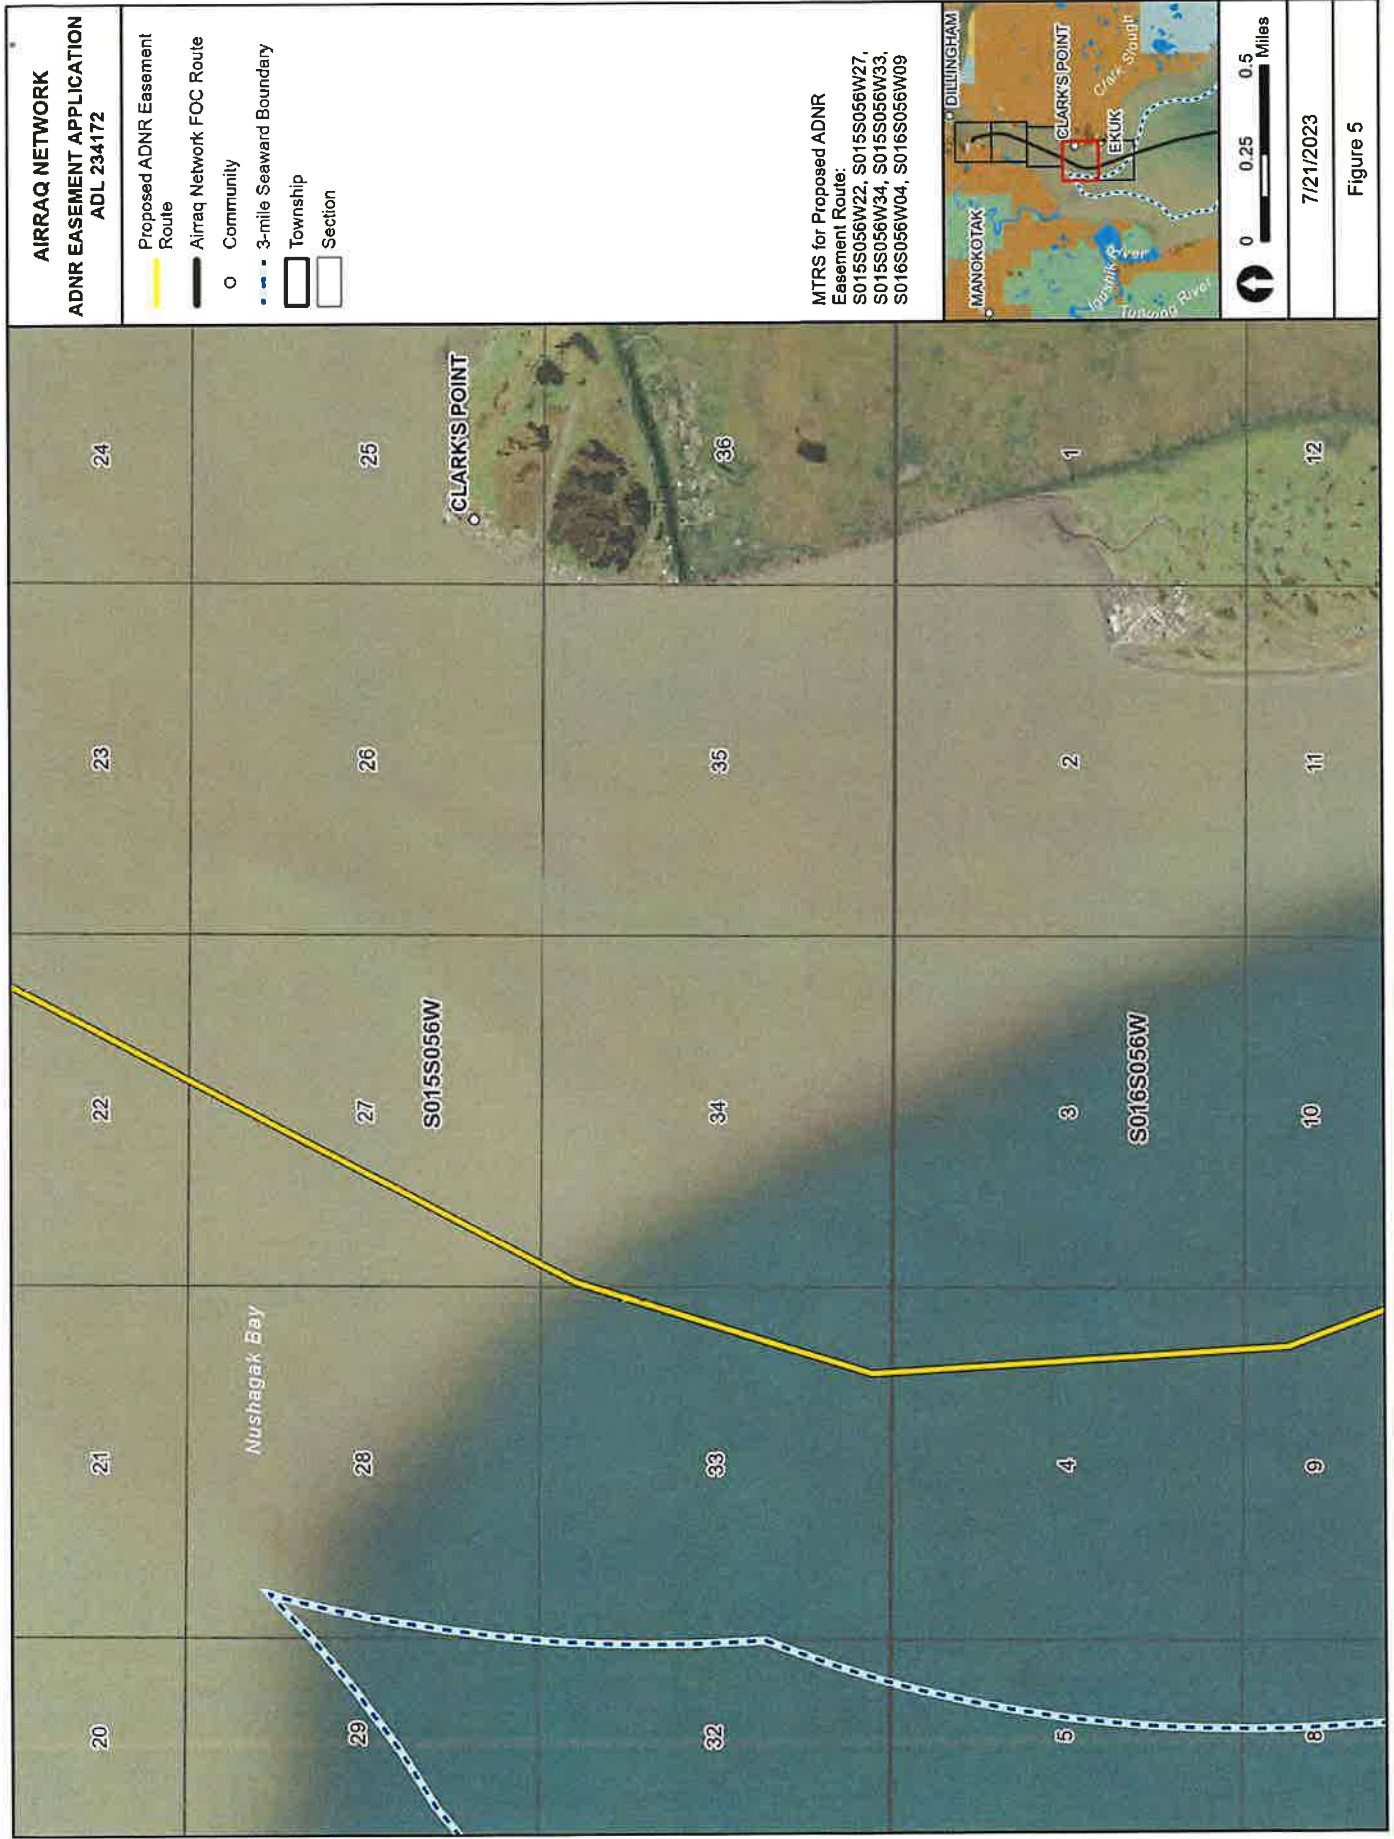 AIRRAQ NETWORK
ADNR EASEMENT APPLICATION
ADL 234172
Proposed ADNR Easement
Route
Airraq Network FOC Route
Community
3-mile Seaward Boundary
Township
Section
MTRS for Proposed ADNR
Easement Route:
S015S056W22, S015S056W27,
S015S056W34, S015S056W33,
S016S056W04, S016S056W09
DILLINGHAM
MANOKOTAK
CLARK'S POINT
EKUK
Clark Slough
Igushik River
Tuklung River
0 0.25 0.5
Miles
7/21/2023
Figure 5
20 21 22 23 24
Nushagak Bay
29 28 27 26 25
S015S056W
CLARK'S POINT
32 33 34 35 36
5 4 3 2 1
S016S056W
8 9 10 11 12